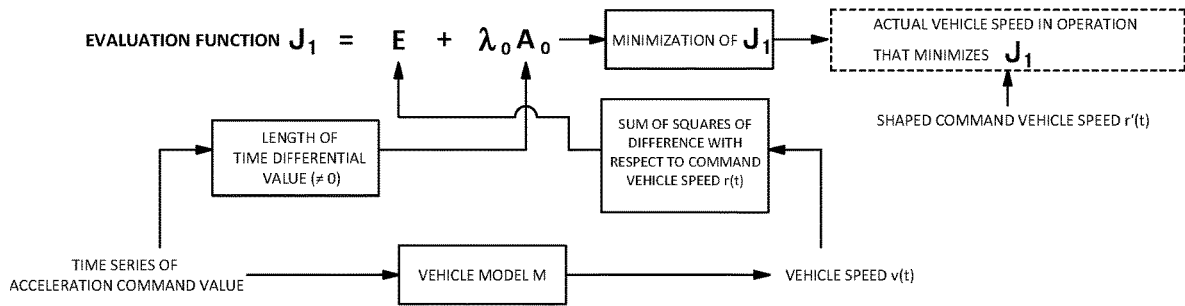 EVALUATION FUNCTION J₁ = E + λ₀A₀
MINIMIZATION OF J₁
ACTUAL VEHICLE SPEED IN OPERATION
THAT MINIMIZES J₁
SHAPED COMMAND VEHICLE SPEED r'(t)
LENGTH OF
TIME DIFFERENTIAL
VALUE (≠ 0)
SUM OF SQUARES OF
DIFFERENCE WITH
RESPECT TO COMMAND
VEHICLE SPEED r(t)
TIME SERIES OF
ACCELERATION COMMAND VALUE
VEHICLE MODEL M
VEHICLE SPEED v(t)